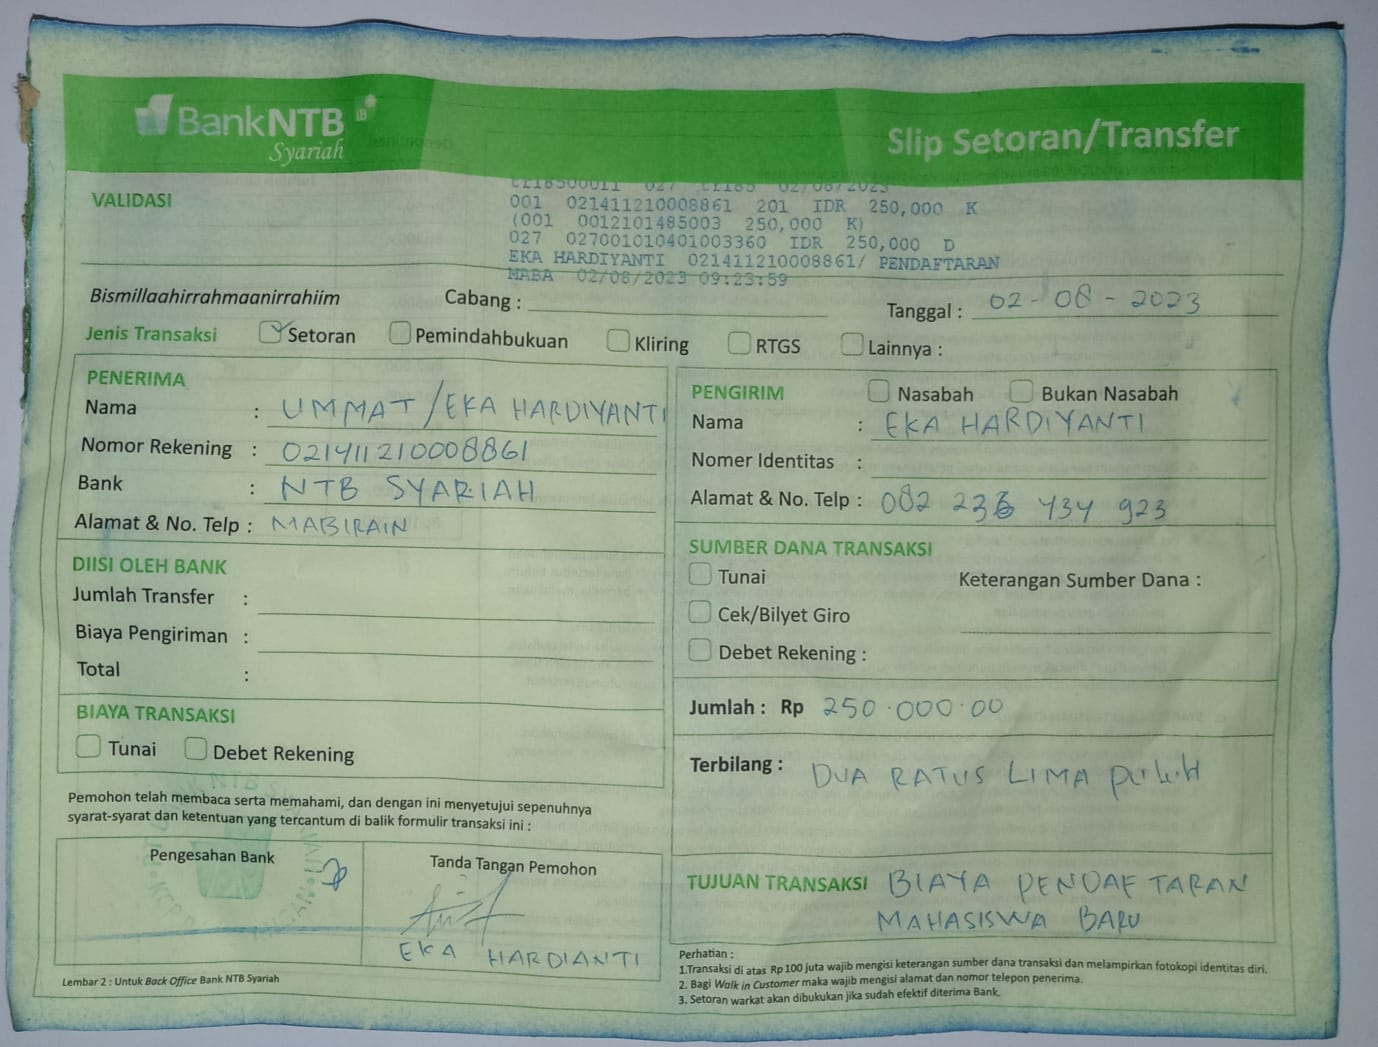 BankNTB
Syariah
Slip Setoran/Transfer
VALIDASI
02/08/2023
001 021411210008861 201 IDR 250,000 K
(001 0012101485003 250,000 K)
027 027001010401003360 IDR 250,000 D
EKA HARDIYANTI 021411210008861/ PENDAFTARAN
MABA 02/08/2023 09:23:59
Bismillaahirrahmaanirrahiim
Cabang :
Tanggal : 02-08-2023
Jenis Transaksi Setoran Pemindahbukuan Kliring RTGS Lainnya :
PENERIMA
Nama : UMMAT/EKA HARDIYANTI
Nomor Rekening : 021411210008861
Bank : NTB SYARIAH
Alamat & No. Telp : MABIRAIN
DIISI OLEH BANK
Jumlah Transfer :
Biaya Pengiriman :
Total :
BIAYA TRANSAKSI
Tunai Debet Rekening
Pemohon telah membaca serta memahami, dan dengan ini menyetujui sepenuhnya
syarat-syarat dan ketentuan yang tercantum di balik formulir transaksi ini :
Pengesahan Bank
Tanda Tangan Pemohon
EKA HARDIANTI
Lembar 2 : Untuk Back Office Bank NTB Syariah
PENGIRIM Nasabah Bukan Nasabah
Nama : EKA HARDIYANTI
Nomer Identitas :
Alamat & No. Telp : 082 236 434 923
SUMBER DANA TRANSAKSI
Tunai
Keterangan Sumber Dana :
Cek/Bilyet Giro
Debet Rekening :
Jumlah : Rp 250.000.00
Terbilang : DUA RATUS LIMA Puluh
TUJUAN TRANSAKSI BIAYA PENDAFTARAN
MAHASISWA BARU
Perhatian :
1.Transaksi di atas Rp100 juta wajib mengisi keterangan sumber dana transaksi dan melampirkan fotokopi identitas diri.
2. Bagi Walk in Customer maka wajib mengisi alamat dan nomor telepon penerima.
3. Setoran warkat akan dibukukan jika sudah efektif diterima Bank.